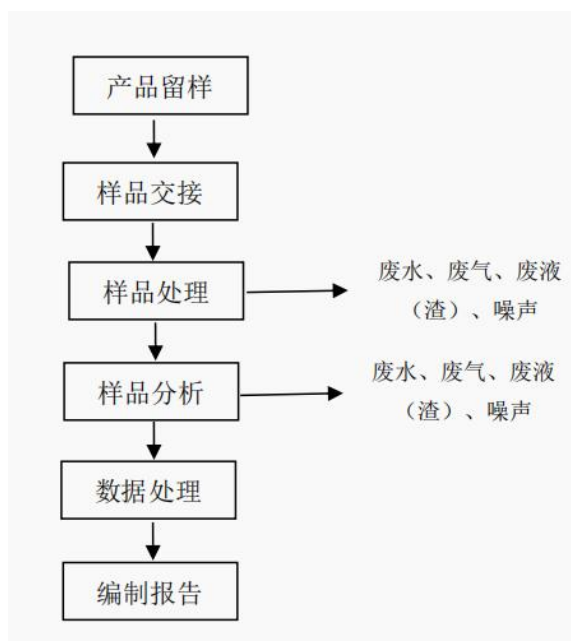 产品留样
样品交接
样品处理
废水、废气、废液
（渣）、噪声
样品分析
废水、废气、废液
（渣）、噪声
数据处理
编制报告